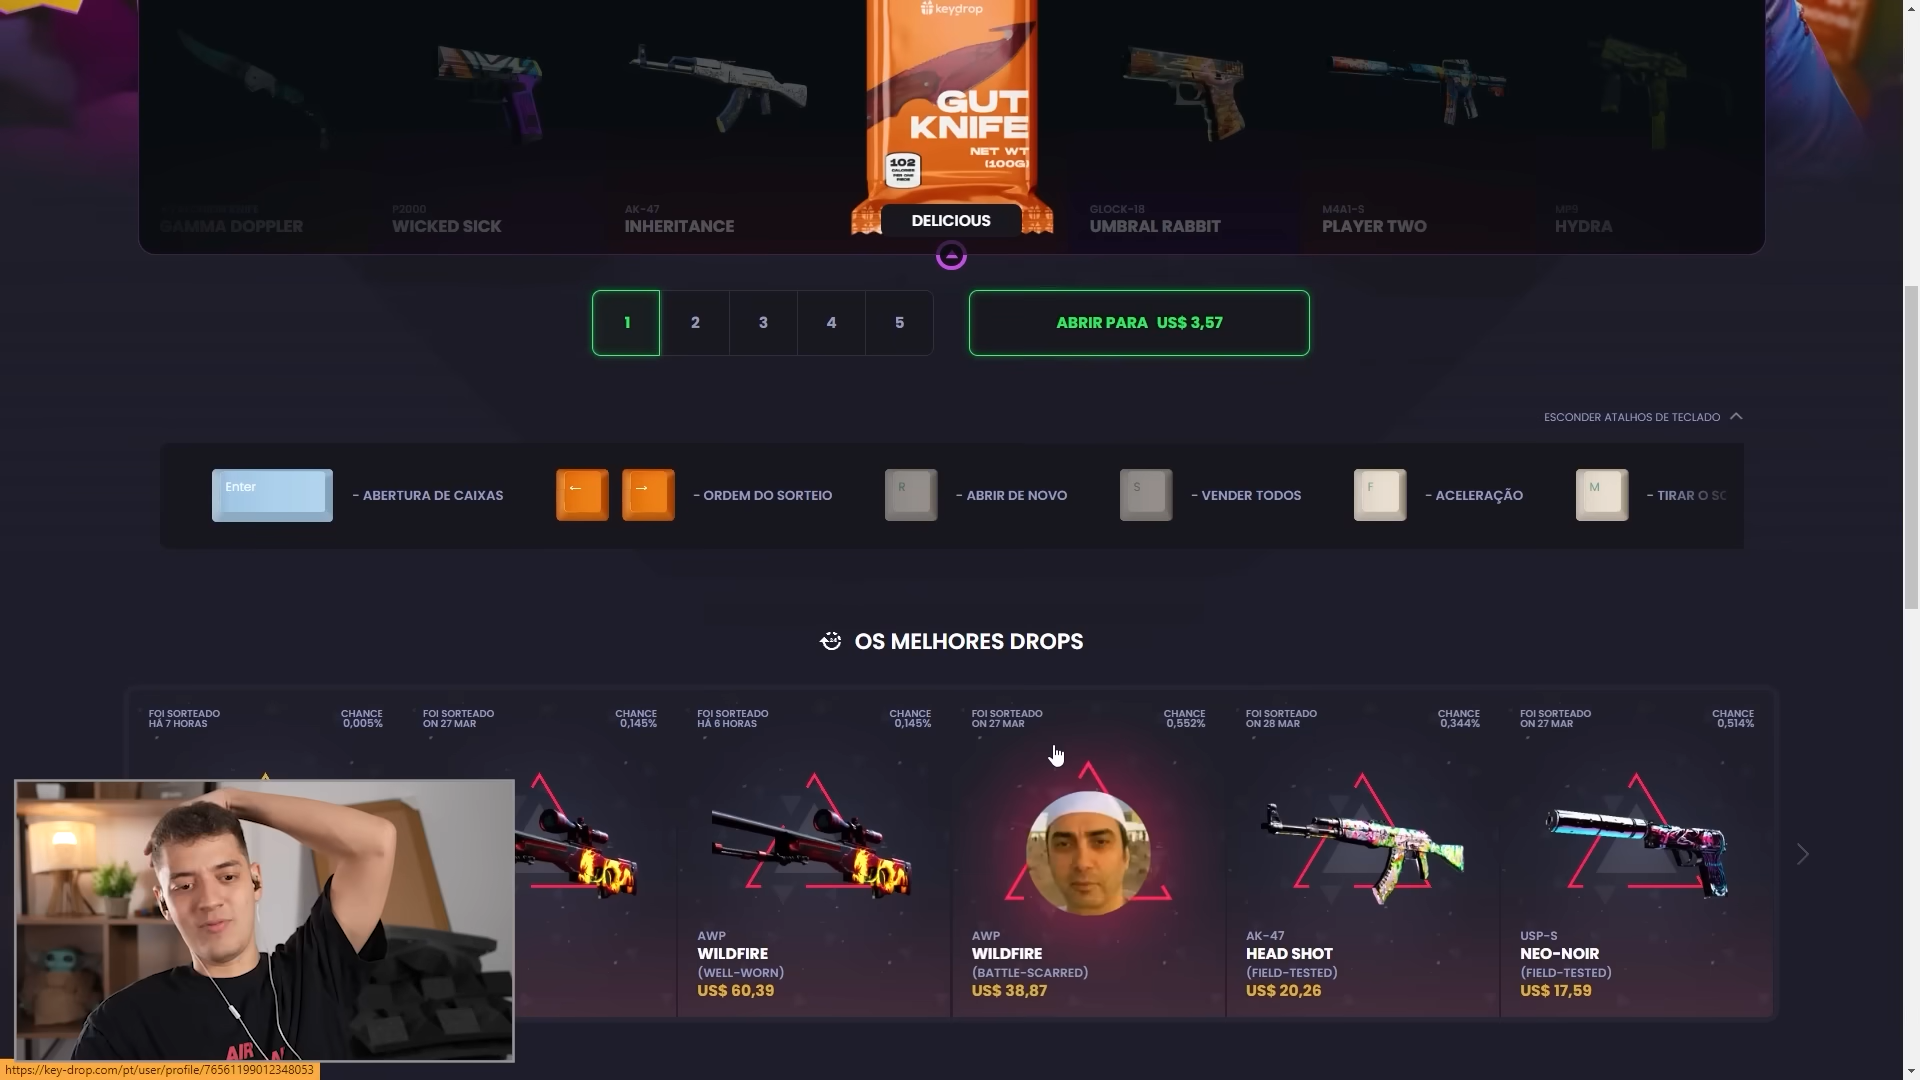 keydrop
GUT
KNIFE
NET WT
(100G)
102
CALORIES
PER ONE
PACK
DELICIOUS
GAMMA DOPPLER
P2000
WICKED SICK
AK-47
INHERITANCE
GLOCK-18
UMBRAL RABBIT
M4A1-S
PLAYER TWO
MP9
HYDRA
1
2
3
4
5
ABRIR PARA US$ 3,57
ESCONDER ATALHOS DE TECLADO
Enter
- ABERTURA DE CAIXAS
←
→
- ORDEM DO SORTEIO
R
- ABRIR DE NOVO
S
- VENDER TODOS
F
- ACELERAÇÃO
M
- TIRAR O SO
OS MELHORES DROPS
FOI SORTEADO
HÁ 7 HORAS
CHANCE
0,005%
FOI SORTEADO
ON 27 MAR
CHANCE
0,145%
FOI SORTEADO
HÁ 6 HORAS
CHANCE
0,145%
AWP
WILDFIRE
(WELL-WORN)
US$ 60,39
FOI SORTEADO
ON 27 MAR
CHANCE
0,552%
AWP
WILDFIRE
(BATTLE-SCARRED)
US$ 38,87
FOI SORTEADO
ON 28 MAR
CHANCE
0,344%
AK-47
HEAD SHOT
(FIELD-TESTED)
US$ 20,26
FOI SORTEADO
ON 27 MAR
CHANCE
0,514%
USP-S
NEO-NOIR
(FIELD-TESTED)
US$ 17,59
AIR
https://key-drop.com/pt/user/profile/76561199012348053